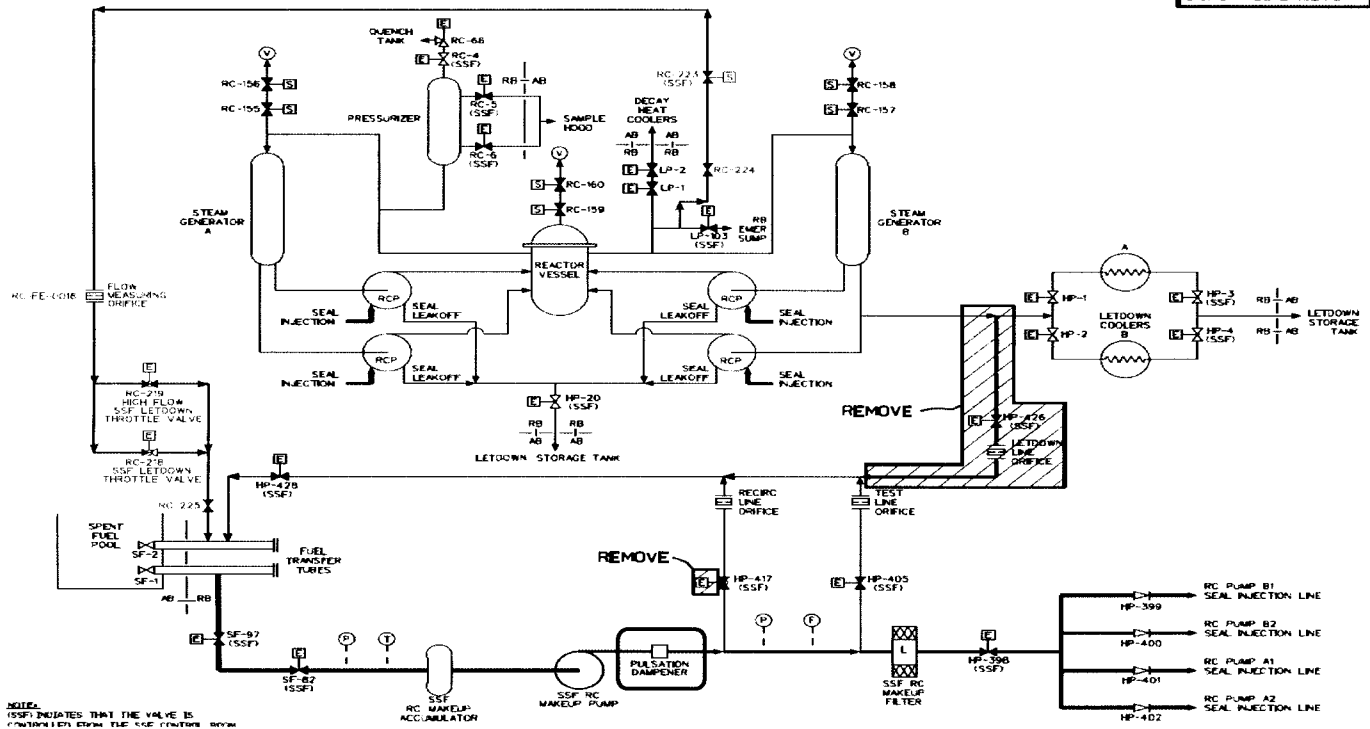 QUENCH
TANK
E
RC-66
E
RC-4
(SSF)
V
RC-156
S
RC-155
S
PRESSURIZER
E
RC-5
(SSF)
E
RC-6
(SSF)
RB
AB
SAMPLE
HOOD
DECAY
HEAT
COOLERS
AB
AB
RB
RB
E
LP-2
E
LP-1
RC-223
(SSF)
S
RC-224
E
LP-103
(SSF)
RB
EMER
SUMP
V
RC-158
S
RC-157
S
V
S
RC-160
S
RC-159
STEAM
GENERATOR
A
STEAM
GENERATOR
B
REACTOR
VESSEL
RCP
SEAL
LEAKOFF
SEAL
INJECTION
RCP
SEAL
LEAKOFF
SEAL
INJECTION
RCP
SEAL
LEAKOFF
SEAL
INJECTION
RCP
SEAL
LEAKOFF
SEAL
INJECTION
RC-FE-0018
FLOW
MEASURING
ORIFICE
E
RC-219
HIGH FLOW
SSF LETDOWN
THROTTLE VALVE
E
RC-218
SSF LETDOWN
THROTTLE VALVE
RC-225
E
HP-20
(SSF)
RB
RB
AB
AB
LETDOWN STORAGE TANK
A
E
HP-1
E
HP-2
LETDOWN
COOLERS
B
E
HP-3
(SSF)
E
HP-4
(SSF)
RB
AB
RB
AB
LETDOWN
STORAGE
TANK
REMOVE
E
HP-426
(SSF)
LETDOWN
LINE
ORIFICE
E
HP-428
(SSF)
RECIRC
LINE
ORIFICE
TEST
LINE
ORIFICE
REMOVE
E
HP-417
(SSF)
E
HP-405
(SSF)
SPENT
FUEL
POOL
SF-2
SF-1
FUEL
TRANSFER
TUBES
AB
RB
E
SF-97
(SSF)
E
SF-82
(SSF)
P
T
SSF
RC MAKEUP
ACCUMULATOR
SSF RC
MAKEUP PUMP
PULSATION
DAMPENER
P
F
L
SSF RC
MAKEUP
FILTER
E
HP-398
(SSF)
HP-399
RC PUMP B1
SEAL INJECTION LINE
HP-400
RC PUMP B2
SEAL INJECTION LINE
HP-401
RC PUMP A1
SEAL INJECTION LINE
HP-402
RC PUMP A2
SEAL INJECTION LINE
NOTE:
(SSF) INDIATES THAT THE VALVE IS
CONTROLLED FROM THE SSF CONTROL ROOM